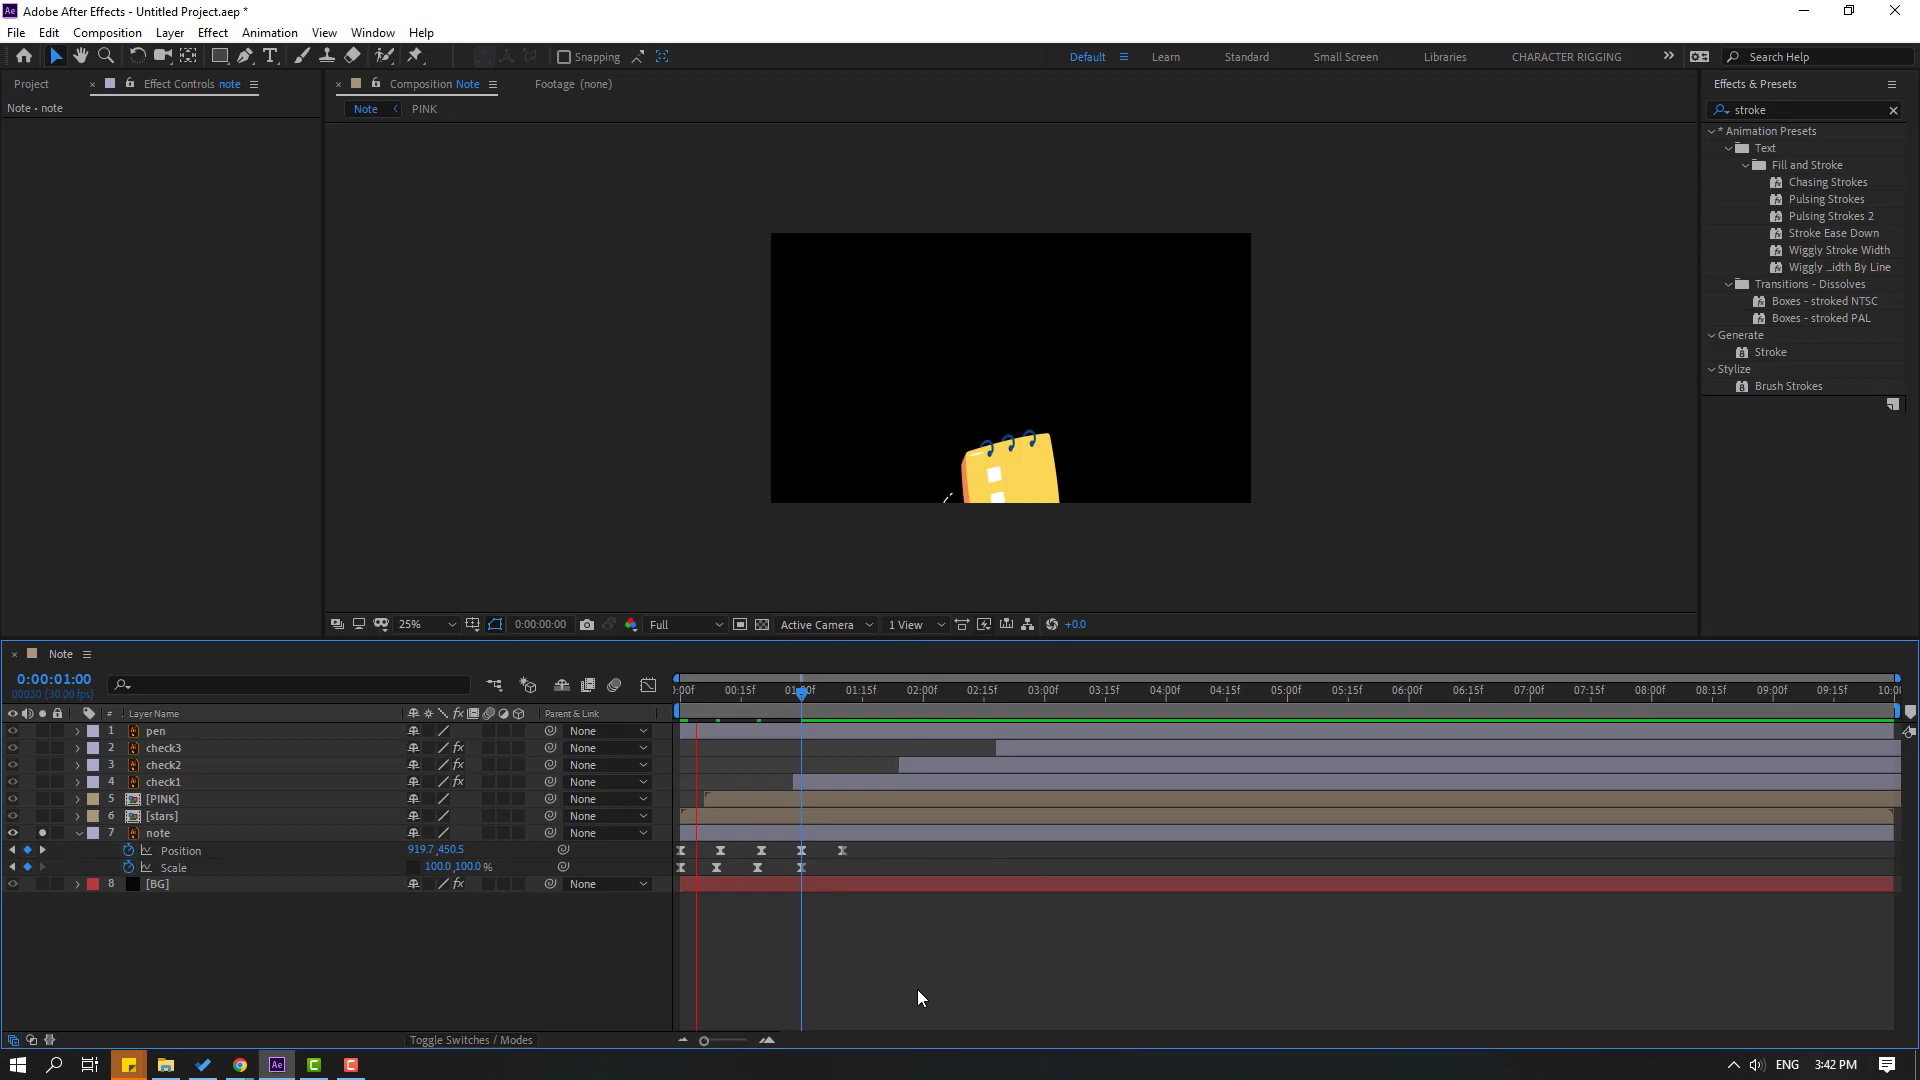 Adobe After Effects - Untitled Project.aep *
File Edit Composition Layer Effect Animation View Window Help
Snapping
Default Learn Standard Small Screen Libraries CHARACTER RIGGING Search Help
Project Effect Controls note Composition Note Footage (none) Effects & Presets
Note • note Note PINK stroke
* Animation Presets
Text
Fill and Stroke
Chasing Strokes
Pulsing Strokes
Pulsing Strokes 2
Stroke Ease Down
Wiggly Stroke Width
Wiggly ...idth By Line
Transitions - Dissolves
Boxes - stroked NTSC
Boxes - stroked PAL
Generate
Stroke
Stylize
Brush Strokes
25% 0:00:00:00 Full Active Camera 1 View +0.0
Note
0:00:01:00
00030 (30.00 fps)
:00f 00:15f 01:00f 01:15f 02:00f 02:15f 03:00f 03:15f 04:00f 04:15f 05:00f 05:15f 06:00f 06:15f 07:00f 07:15f 08:00f 08:15f 09:00f 09:15f 10:00
# Layer Name fx Parent & Link
1 pen None
2 check3 fx None
3 check2 fx None
4 check1 fx None
5 [PINK] None
6 [stars] None
7 note None
Position 919.7,450.5
Scale 100.0,100.0 %
8 [BG] fx None
Toggle Switches / Modes
Ae C C ENG 3:42 PM